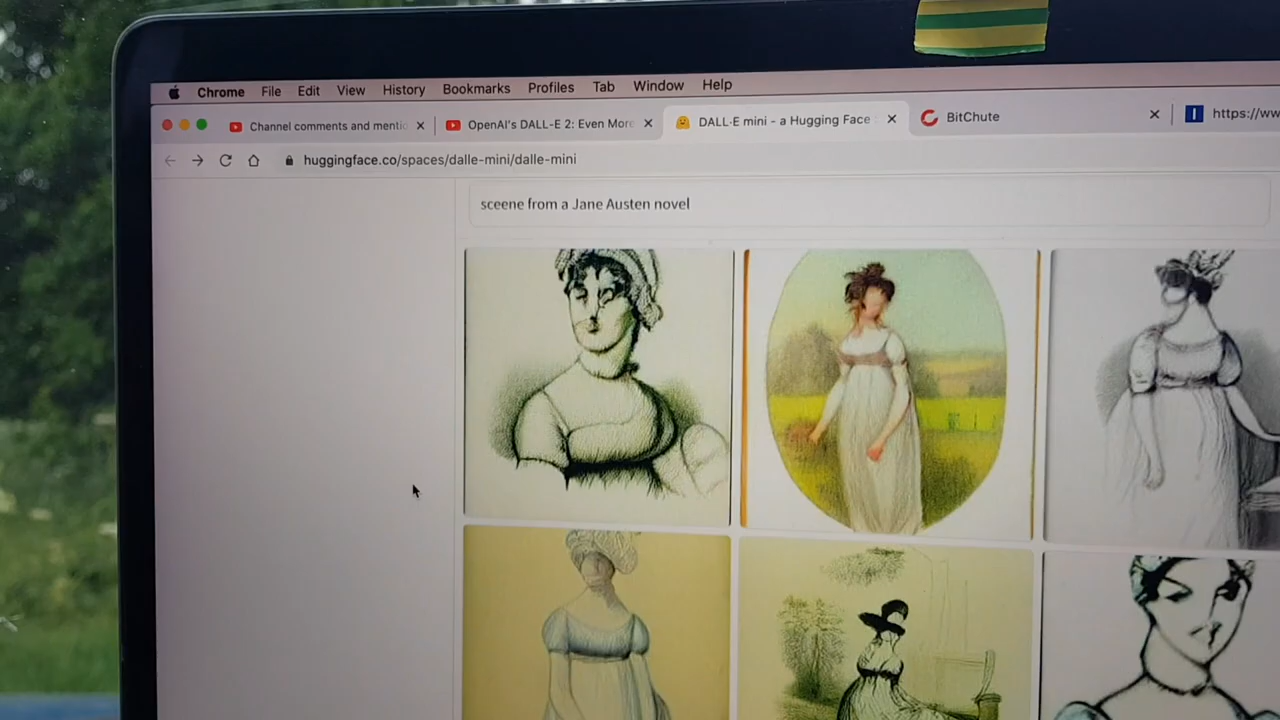 Chrome File Edit View History Bookmarks Profiles Tab Window Help
Channel comments and mentic OpenAI's DALL-E 2: Even More DALL·E mini - a Hugging Face BitChute https://ww
huggingface.co/spaces/dalle-mini/dalle-mini
sceene from a Jane Austen novel